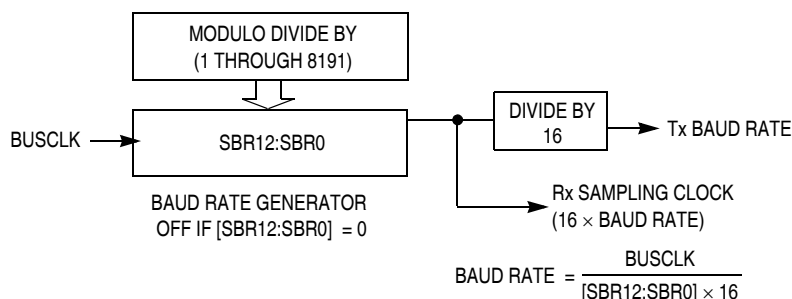 MODULO DIVIDE BY
(1 THROUGH 8191)
BUSCLK
SBR12:SBR0
DIVIDE BY
16
Tx BAUD RATE
BAUD RATE GENERATOR
OFF IF [SBR12:SBR0] = 0
Rx SAMPLING CLOCK
(16 × BAUD RATE)
BAUD RATE = BUSCLK
[SBR12:SBR0] × 16